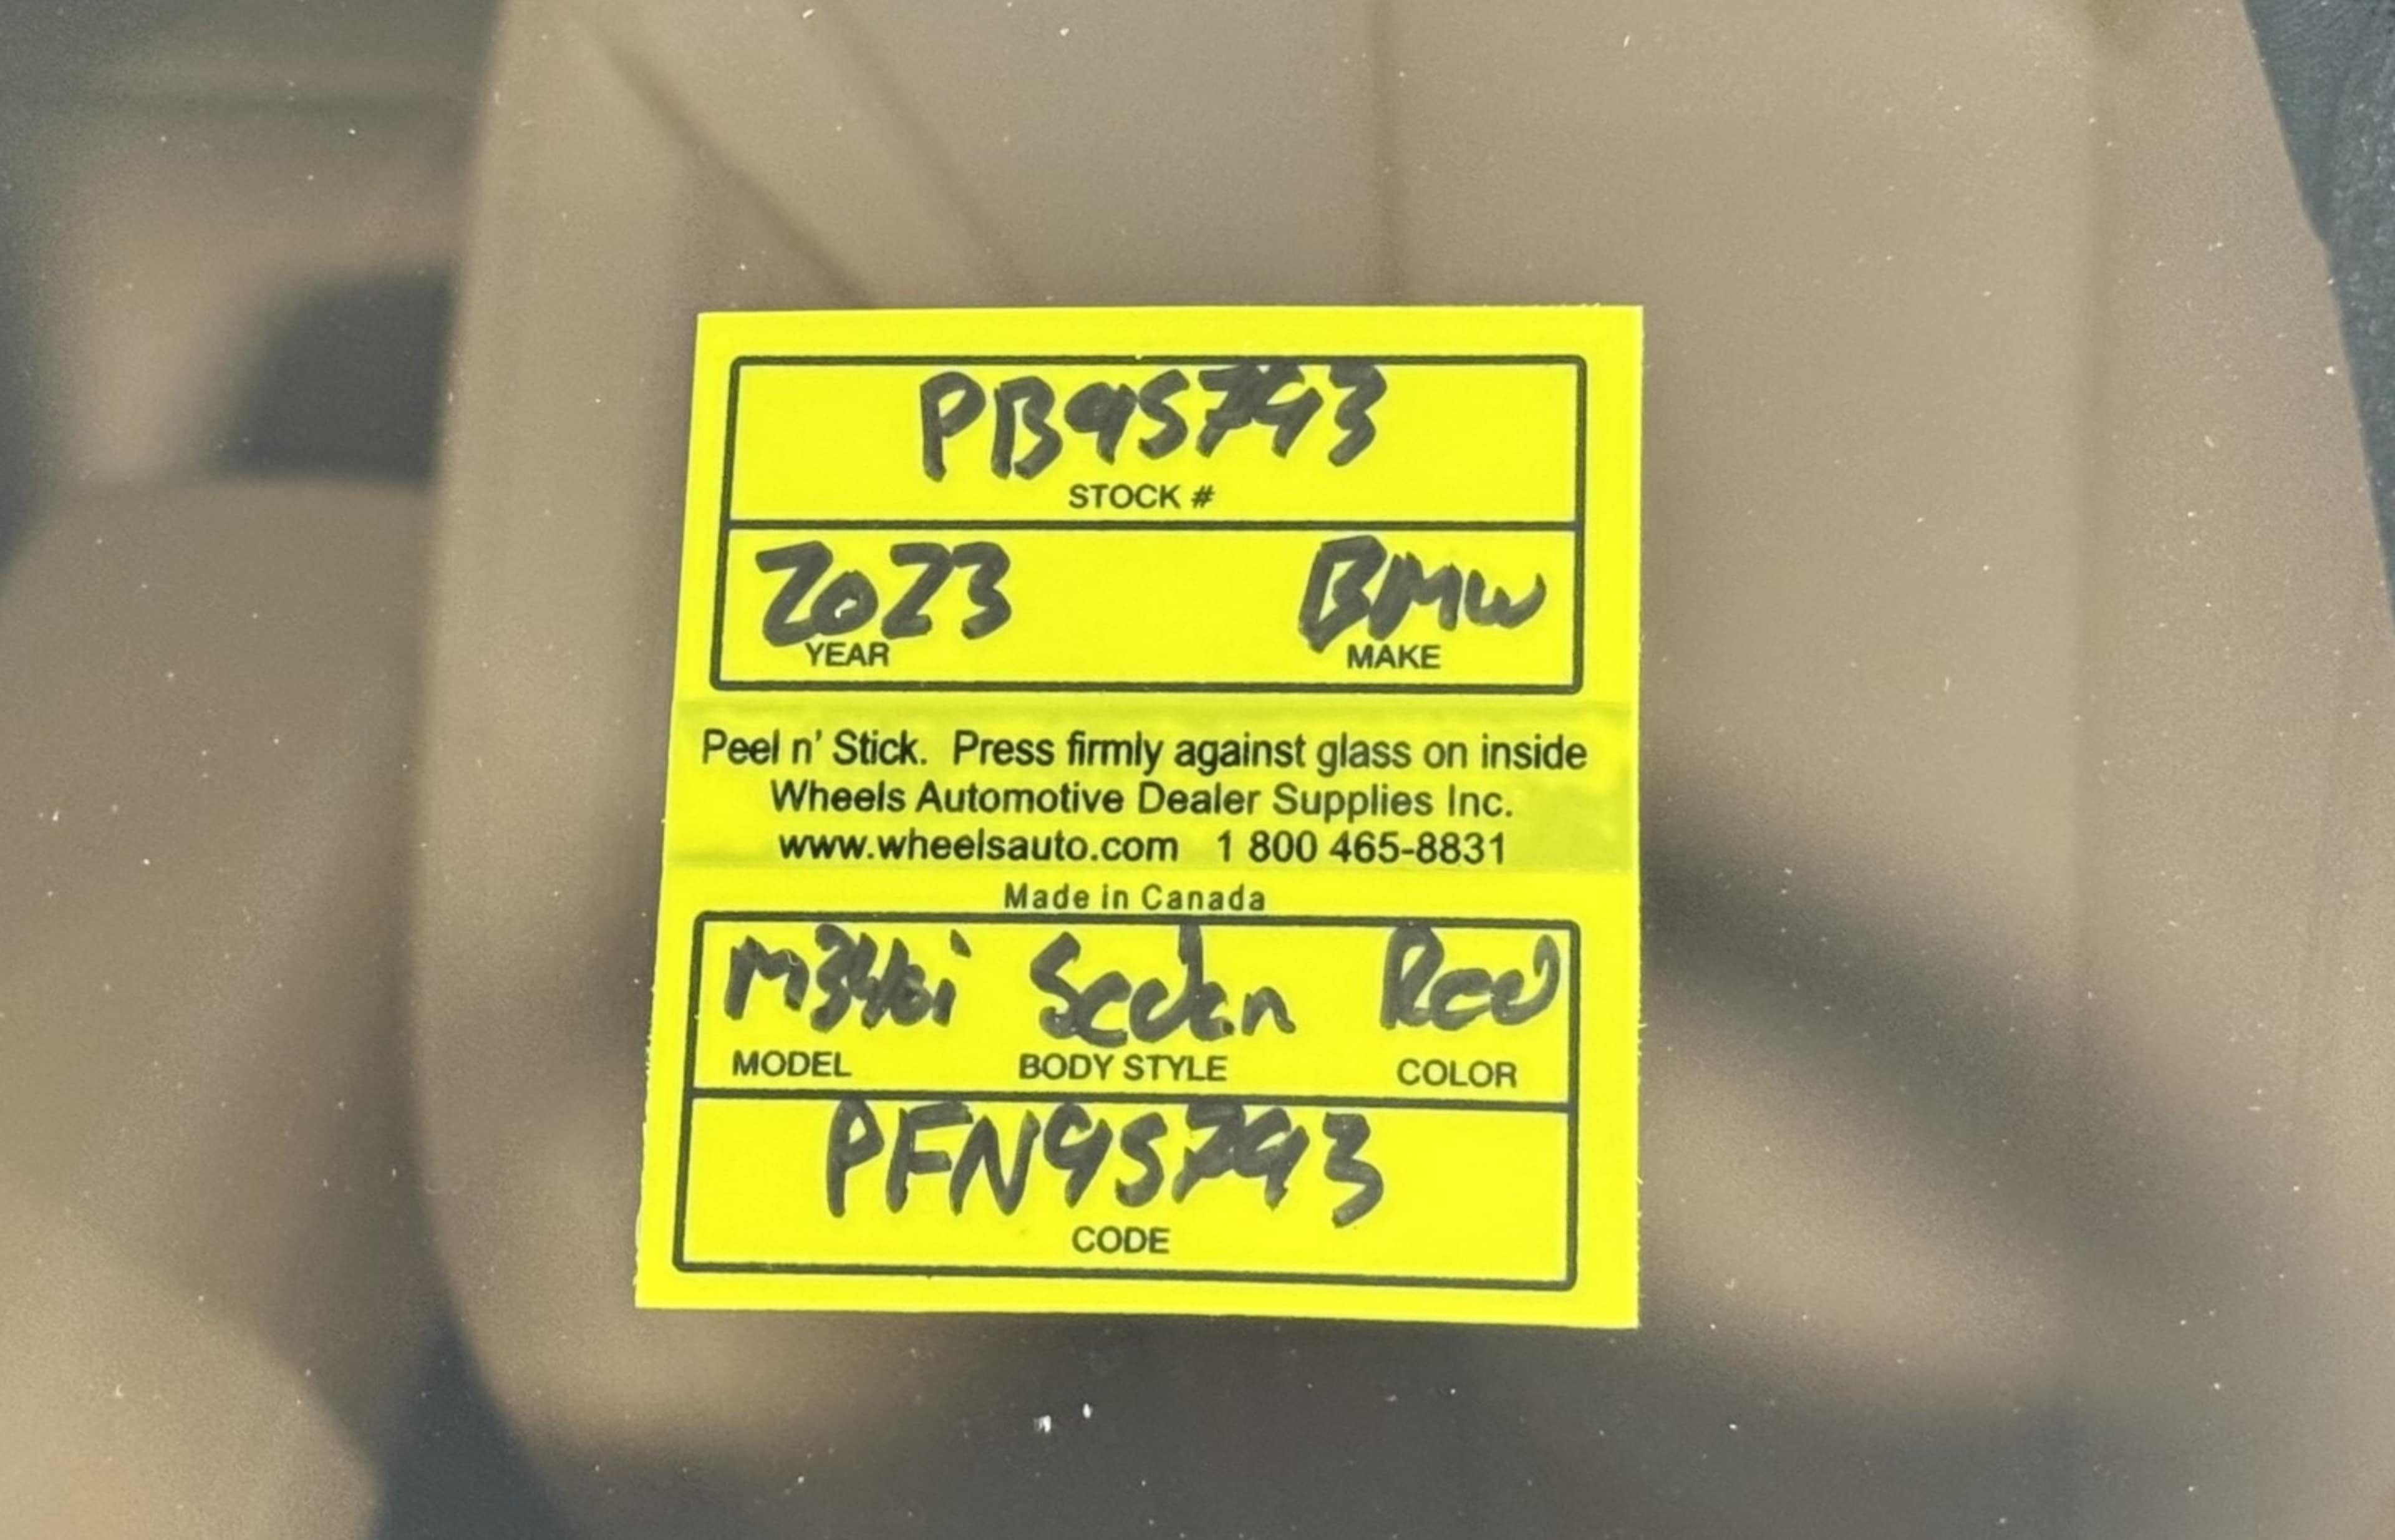 PB95793
STOCK #
2023 BMW
YEAR MAKE
Peel n' Stick. Press firmly against glass on inside
Wheels Automotive Dealer Supplies Inc.
www.wheelsauto.com 1 800 465-8831
Made in Canada
M340i Sedan Red
MODEL BODY STYLE COLOR
PFN95793
CODE